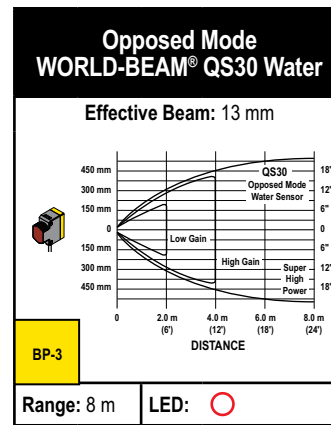 Opposed Mode
WORLD-BEAM® QS30 Water
Effective Beam: 13 mm
450 mm
300 mm
150 mm
0
150 mm
300 mm
450 mm
18"
12"
6"
0
6"
12"
18"
QS30
Opposed Mode
Water Sensor
Low Gain
High Gain
Super
High
Power
0
2.0 m
(6')
4.0 m
(12')
6.0 m
(18')
8.0 m
(24')
DISTANCE
BP-3
Range: 8 m
LED: